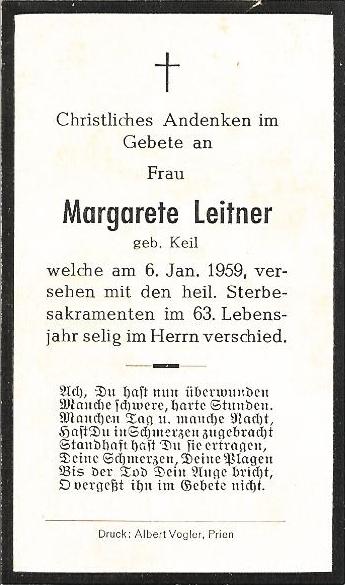 Christliches Andenken im
Gebete an
Frau
Margarete Leitner
geb. Keil
welche am 6. Jan. 1959, ver-
sehen mit den heil. Sterbe-
sakramenten im 63. Lebens-
jahr selig im Herrn verschied.
Ach, Du hast nun überwunden
Manche schwere, harte Stunden.
Manchen Tag u. manche Nacht,
Hast Du in Schmerzen zugebracht
Standhaft hast Du sie ertragen,
Deine Schmerzen, Deine Plagen
Bis der Tod Dein Auge bricht,
O vergeßt ihn im Gebete nicht.
Druck: Albert Vogler, Prien